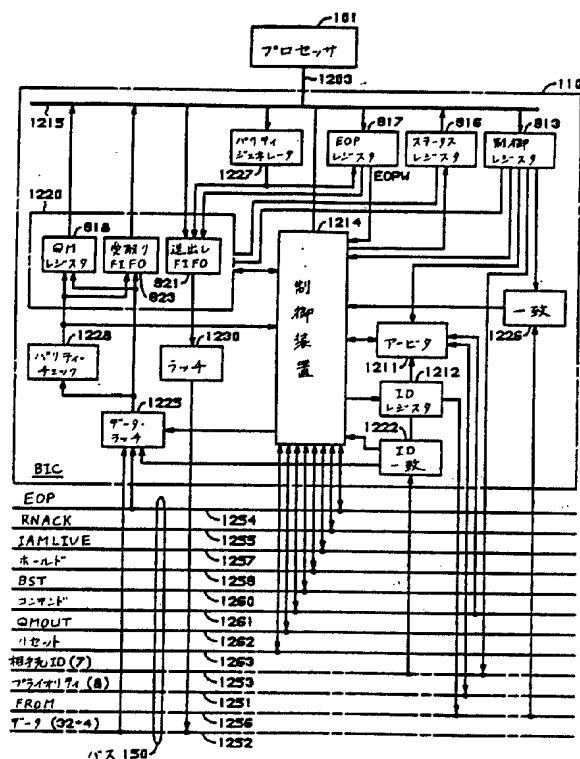 101
プロセッサ
1203
110
1215
パリティ
ジェネレータ
1227
817
EOP
レジスタ
EOPW
816
ステータス
レジスタ
813
制御
レジスタ
1220
818
QM
レジスタ
受取り
FIFO
823
送出し
FIFO
821
1214
制御装置
一致
1226
1228
パリティー
チェック
1230
ラッチ
アービタ
1211
1212
ID
レジスタ
1225
データ・
ラッチ
1222
ID
一致
BIC
EOP
1254
RNACK
1255
IAMLIVE
1257
ホールド
1258
BST
1260
コマンド
1261
QMOUT
1262
リセット
1263
相手先ID(7)
1253
プライオリティ(8)
1251
FROM
1256
データ(32+4)
1252
バス150